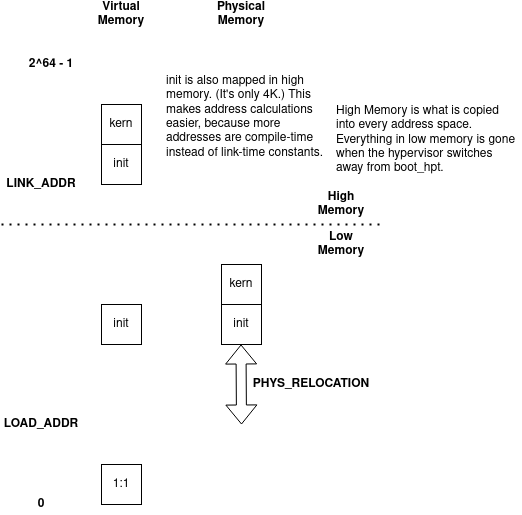 Virtual
Memory
Physical
Memory
2^64 - 1
init is also mapped in high
memory. (It's only 4K.) This
makes address calculations
easier, because more
addresses are compile-time
instead of link-time constants.
High Memory is what is copied
into every address space.
Everything in low memory is gone
when the hypervisor switches
away from boot_hpt.
kern
init
LINK_ADDR
High
Memory
Low
Memory
kern
init
init
PHYS_RELOCATION
LOAD_ADDR
1:1
0